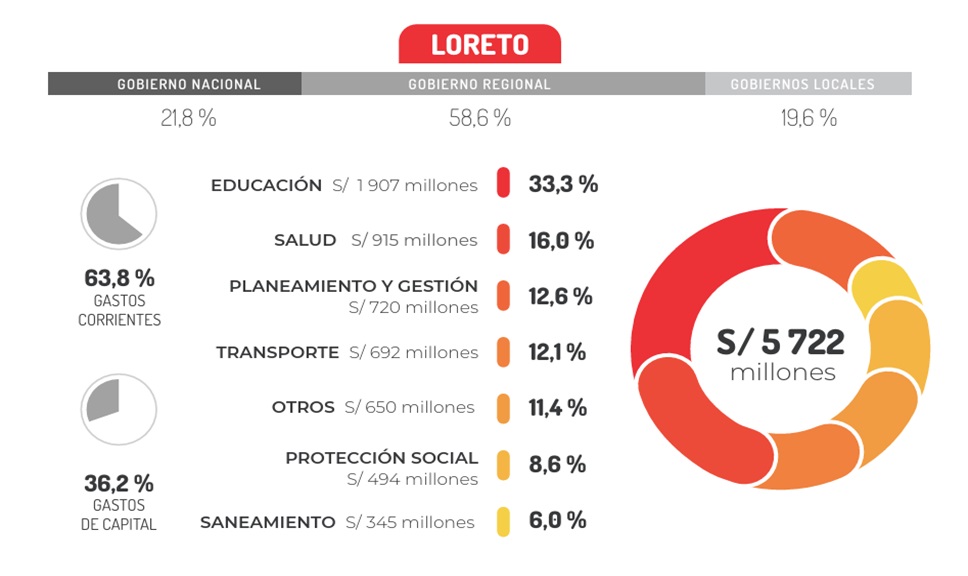 LORETO
GOBIERNO NACIONAL GOBIERNO REGIONAL GOBIERNOS LOCALES
21,8 % 58,6 % 19,6 %
63,8 %
GASTOS
CORRIENTES
36,2 %
GASTOS
DE CAPITAL
EDUCACIÓN S/ 1 907 millones 33,3 %
SALUD S/ 915 millones 16,0 %
PLANEAMIENTO Y GESTIÓN
S/ 720 millones 12,6 %
TRANSPORTE S/ 692 millones 12,1 %
OTROS S/ 650 millones 11,4 %
PROTECCIÓN SOCIAL
S/ 494 millones 8,6 %
SANEAMIENTO S/ 345 millones 6,0 %
S/ 5 722
millones